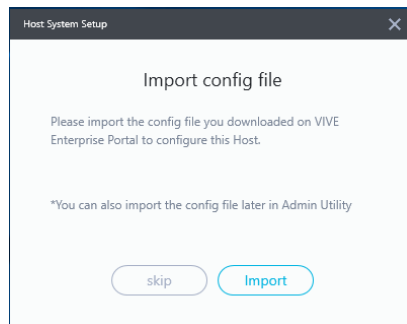 Host System Setup
Import config file
Please import the config file you downloaded on VIVE
Enterprise Portal to configure this Host.
*You can also import the config file later in Admin Utility
skip
Import